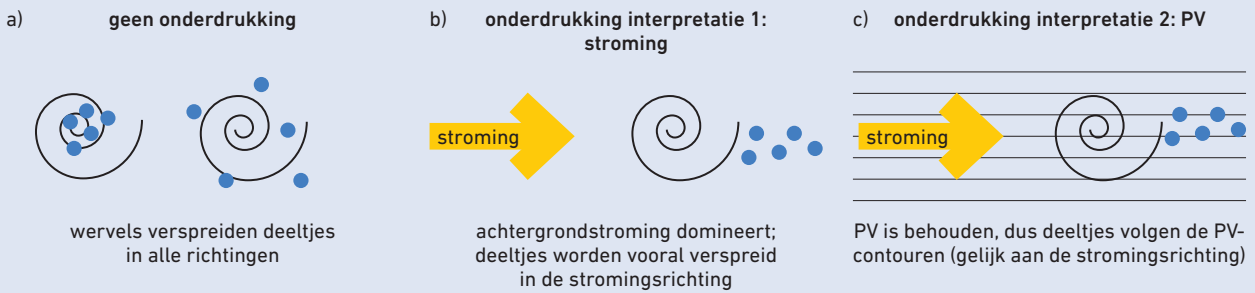 a) geen onderdrukking
wervels verspreiden deeltjes
in alle richtingen
b) onderdrukking interpretatie 1:
stroming
stroming
achtergrondstroming domineert;
deeltjes worden vooral verspreid
in de stromingsrichting
c) onderdrukking interpretatie 2: PV
stroming
PV is behouden, dus deeltjes volgen de PV-
contouren (gelijk aan de stromingsrichting)